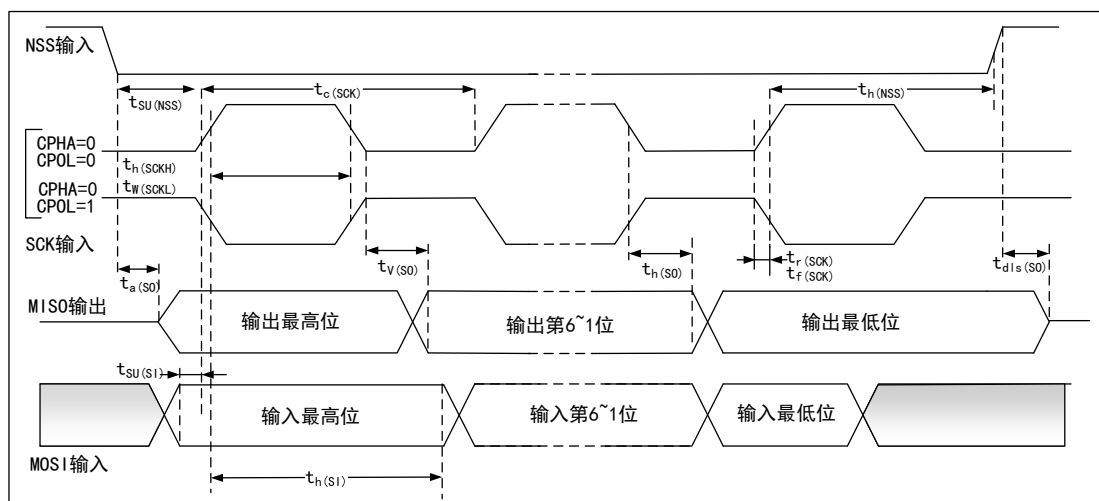 NSS输入
tSU(NSS)
tc(SCK)
th(NSS)
CPHA=0
CPOL=0
th(SCKH)
CPHA=0
CPOL=1
tW(SCKL)
SCK输入
ta(SO)
tV(SO)
th(SO)
tr(SCK)
tf(SCK)
tdls(SO)
MISO输出
输出最高位
输出第6~1位
输出最低位
tSU(SI)
输入最高位
输入第6~1位
输入最低位
MOSI输入
th(SI)